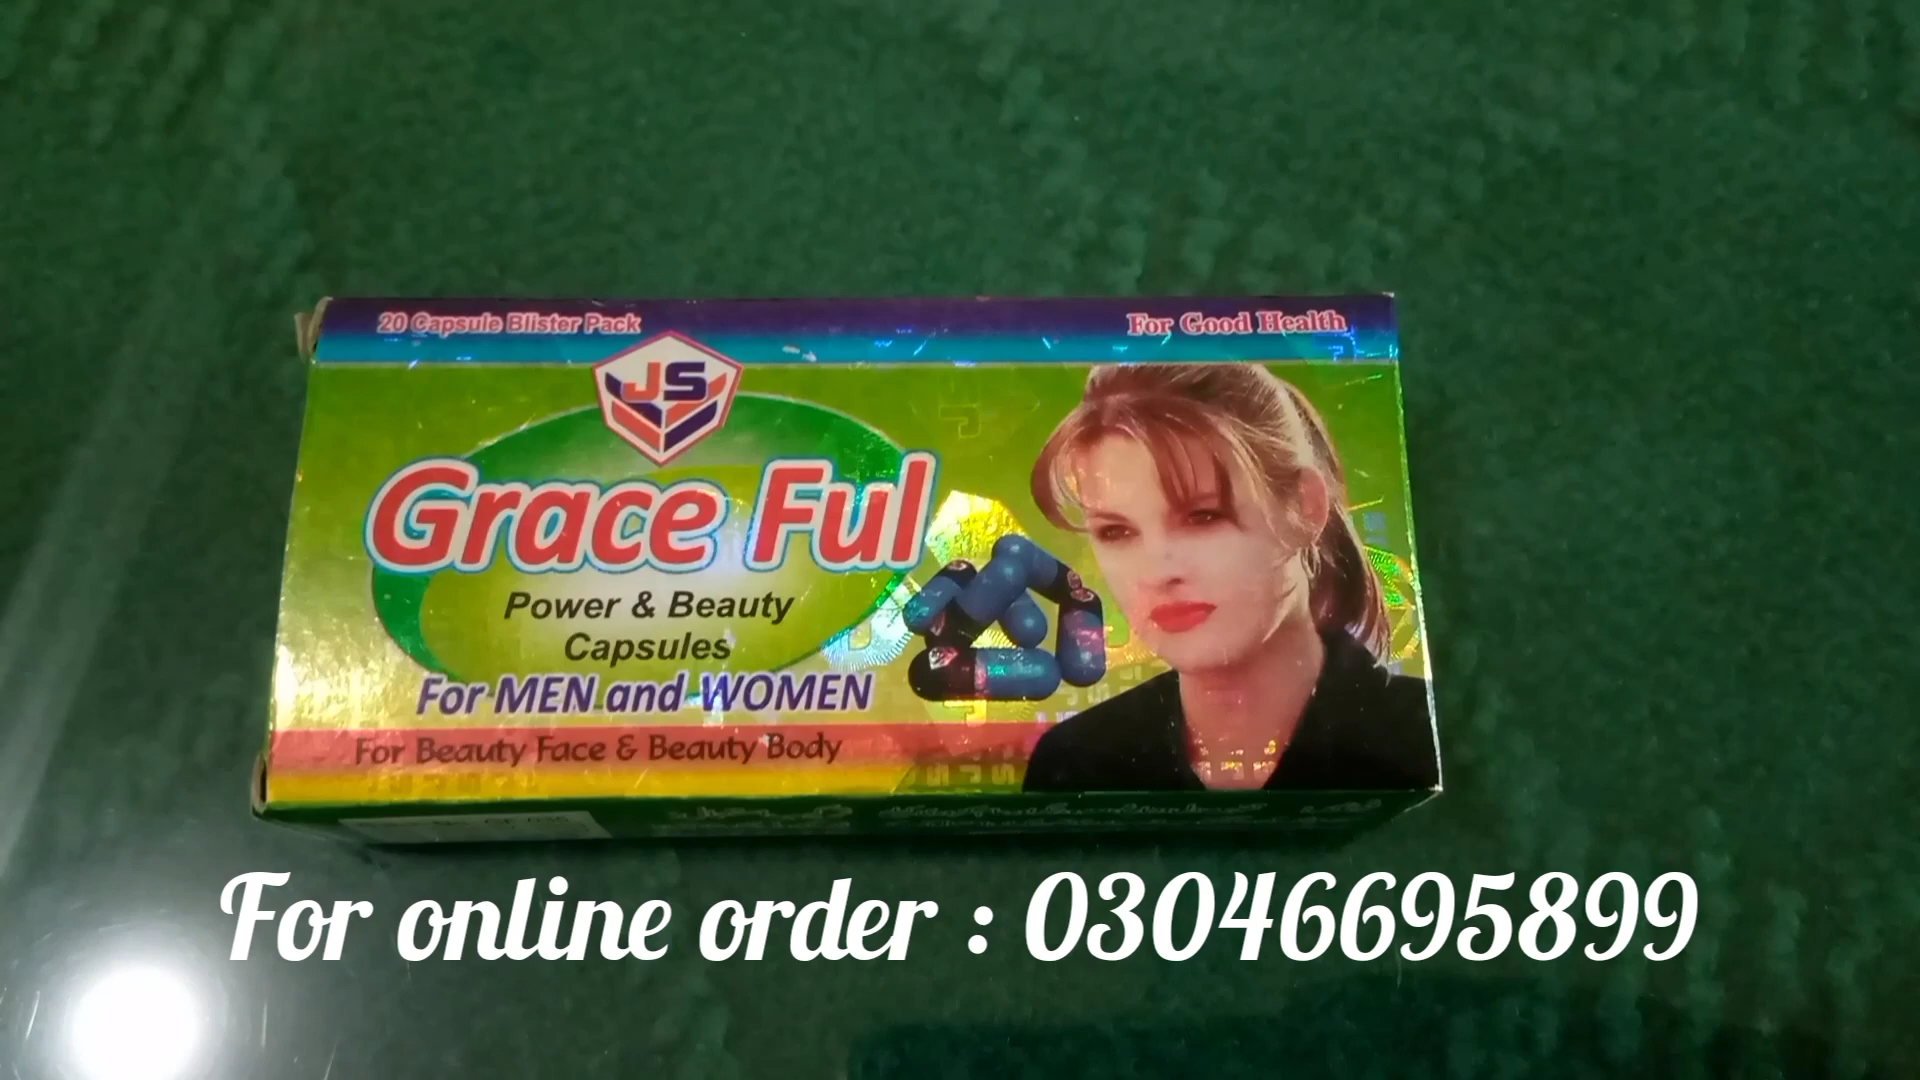 20 Capsule Blister Pack
For Good Health
JS
Grace Ful
Power & Beauty
Capsules
For MEN and WOMEN
For Beauty Face & Beauty Body
For online order : 03046695899